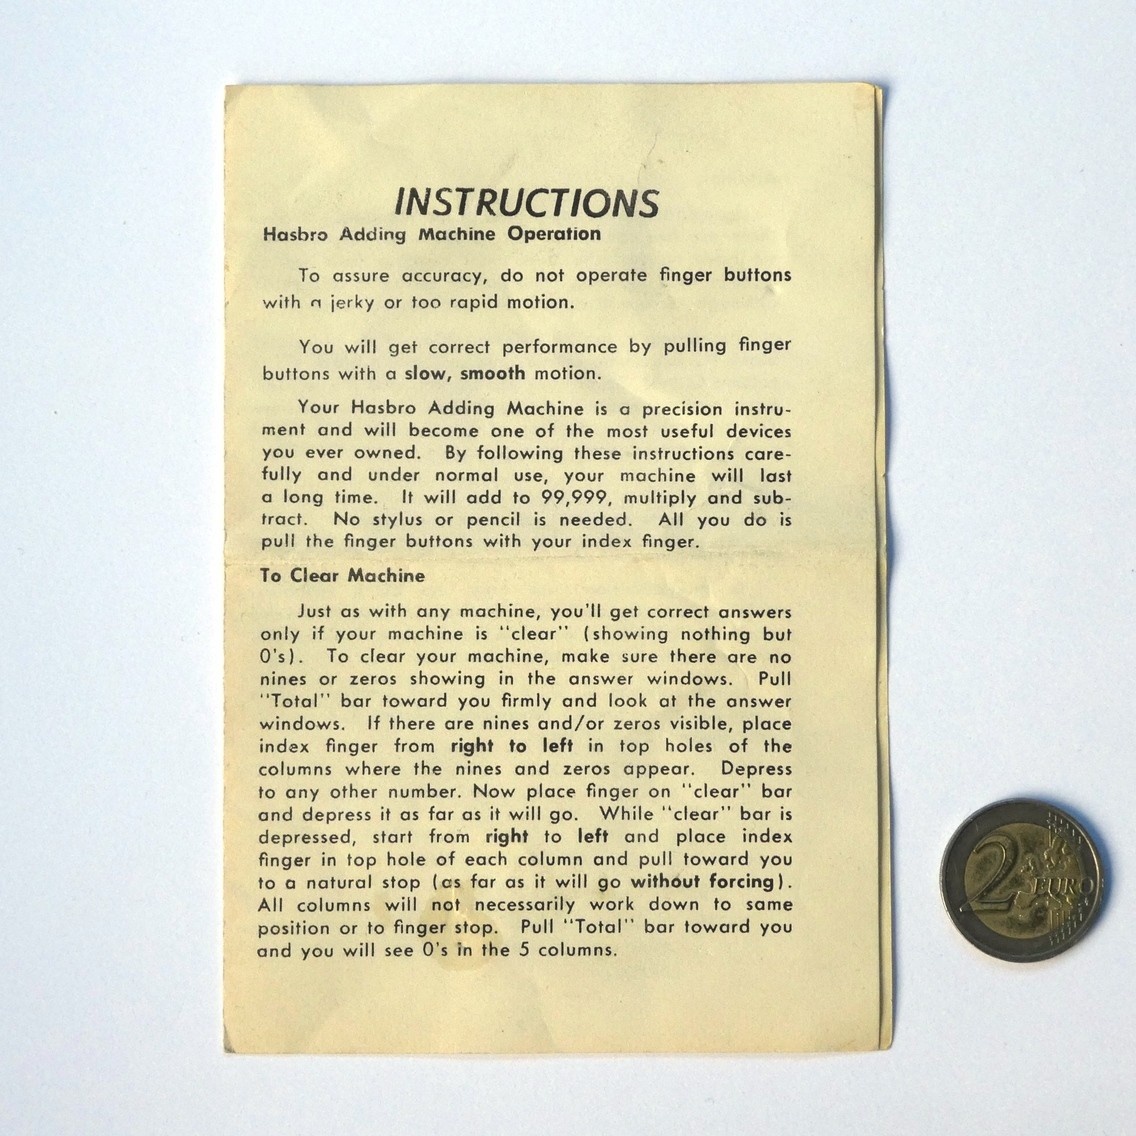 INSTRUCTIONS
Hasbro Adding Machine Operation
To assure accuracy, do not operate finger buttons
with a jerky or too rapid motion.
You will get correct performance by pulling finger
buttons with a slow, smooth motion.
Your Hasbro Adding Machine is a precision instru-
ment and will become one of the most useful devices
you ever owned. By following these instructions care-
fully and under normal use, your machine will last
a long time. It will add to 99,999, multiply and sub-
tract. No stylus or pencil is needed. All you do is
pull the finger buttons with your index finger.
To Clear Machine
Just as with any machine, you'll get correct answers
only if your machine is "clear" (showing nothing but
0's). To clear your machine, make sure there are no
nines or zeros showing in the answer windows. Pull
"Total" bar toward you firmly and look at the answer
windows. If there are nines and/or zeros visible, place
index finger from right to left in top holes of the
columns where the nines and zeros appear. Depress
to any other number. Now place finger on "clear" bar
and depress it as far as it will go. While "clear" bar is
depressed, start from right to left and place index
finger in top hole of each column and pull toward you
to a natural stop (as far as it will go without forcing).
All columns will not necessarily work down to same
position or to finger stop. Pull "Total" bar toward you
and you will see 0's in the 5 columns.
2 EURO